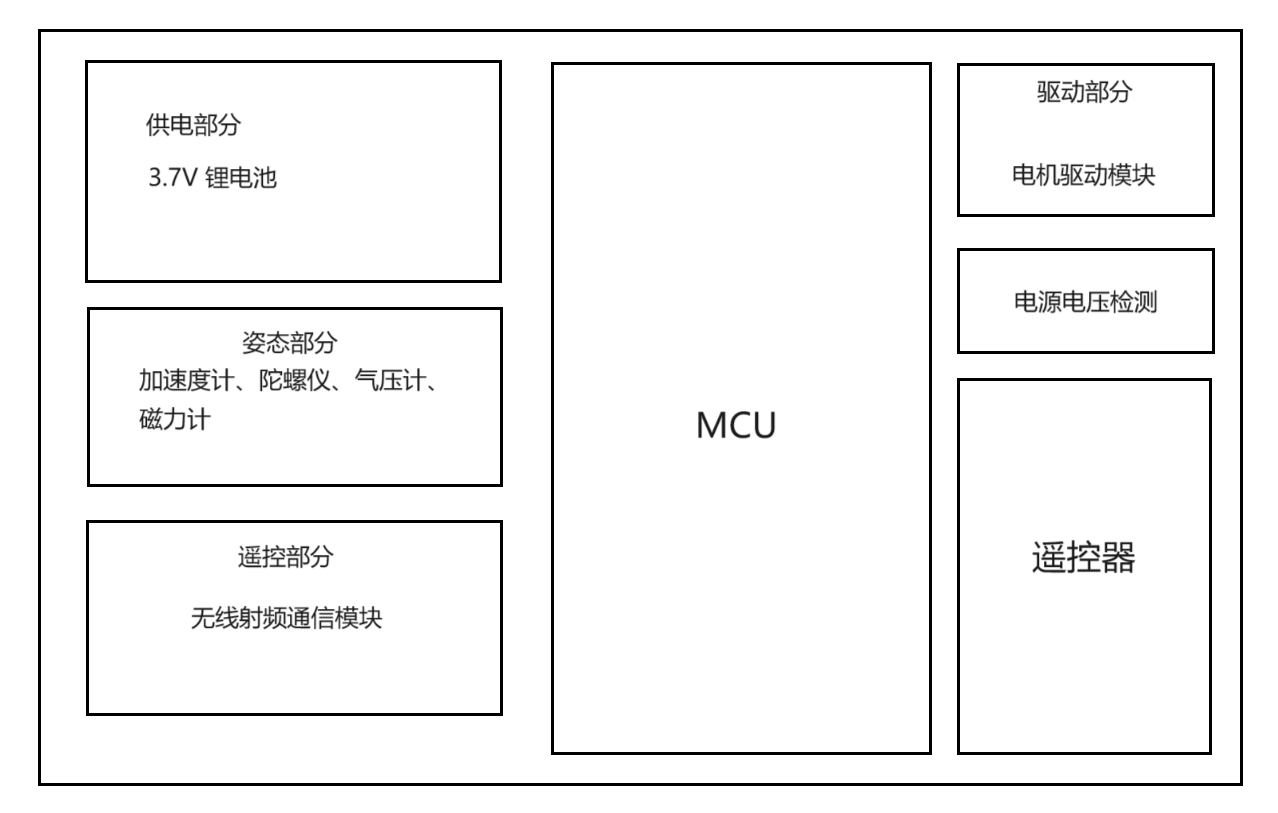 供电部分
3.7V 锂电池
姿态部分
加速度计、陀螺仪、气压计、
磁力计
遥控部分
无线射频通信模块
MCU
驱动部分
电机驱动模块
电源电压检测
遥控器